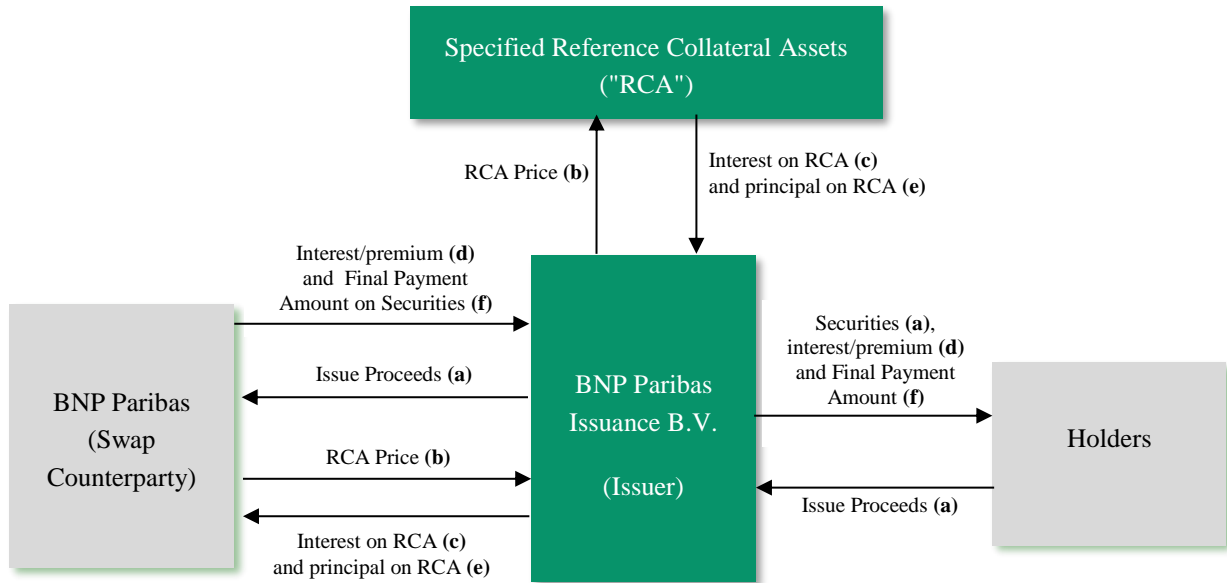 Specified Reference Collateral Assets
("RCA")
RCA Price (b)
Interest on RCA (c)
and principal on RCA (e)
Interest/premium (d)
and Final Payment
Amount on Securities (f)
Issue Proceeds (a)
RCA Price (b)
Interest on RCA (c)
and principal on RCA (e)
BNP Paribas
(Swap
Counterparty)
BNP Paribas
Issuance B.V.
(Issuer)
Securities (a),
interest/premium (d)
and Final Payment
Amount (f)
Issue Proceeds (a)
Holders